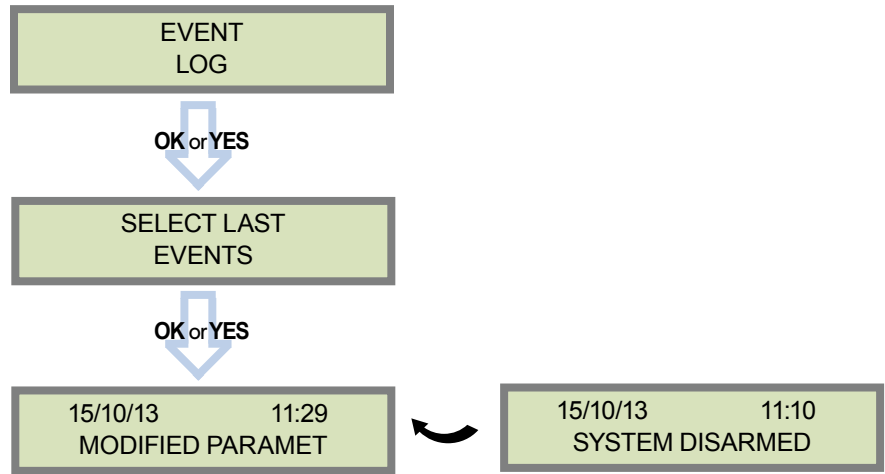 EVENT
LOG
OK or YES
SELECT LAST
EVENTS
OK or YES
15/10/13 11:29
MODIFIED PARAMET
15/10/13 11:10
SYSTEM DISARMED